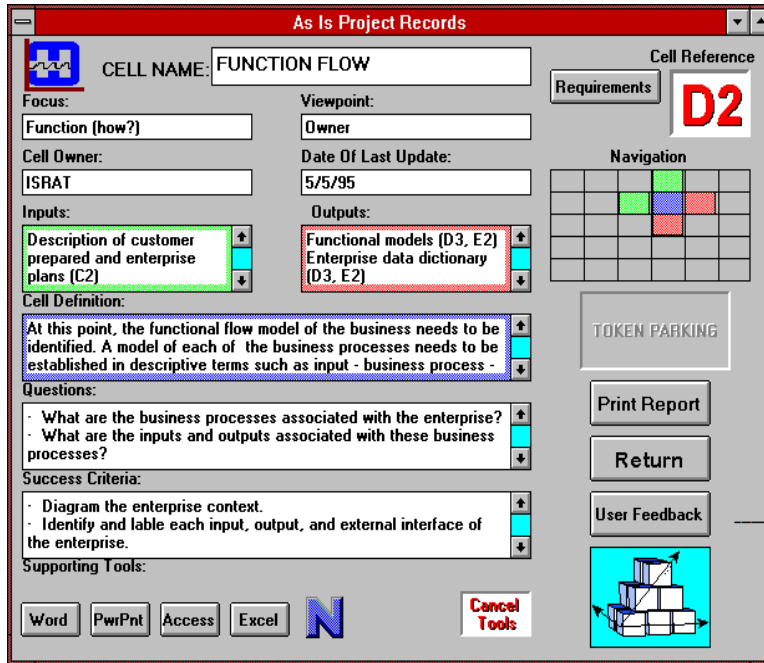 As Is Project Records
CELL NAME: FUNCTION FLOW
Cell Reference
Requirements
D2
Focus:
Function (how?)
Viewpoint:
Owner
Cell Owner:
ISRAT
Date Of Last Update:
5/5/95
Navigation
Inputs:
Description of customer
prepared and enterprise
plans (C2)
Outputs:
Functional models (D3, E2)
Enterprise data dictionary
(D3, E2)
Cell Definition:
At this point, the functional flow model of the business needs to be
identified. A model of each of the business processes needs to be
established in descriptive terms such as input - business process -
TOKEN PARKING
Questions:
· What are the business processes associated with the enterprise?
· What are the inputs and outputs associated with these business
processes?
Print Report
Return
Success Criteria:
· Diagram the enterprise context.
· Identify and lable each input, output, and external interface of
the enterprise.
User Feedback
Supporting Tools:
Word
PwrPnt
Access
Excel
N
Cancel
Tools